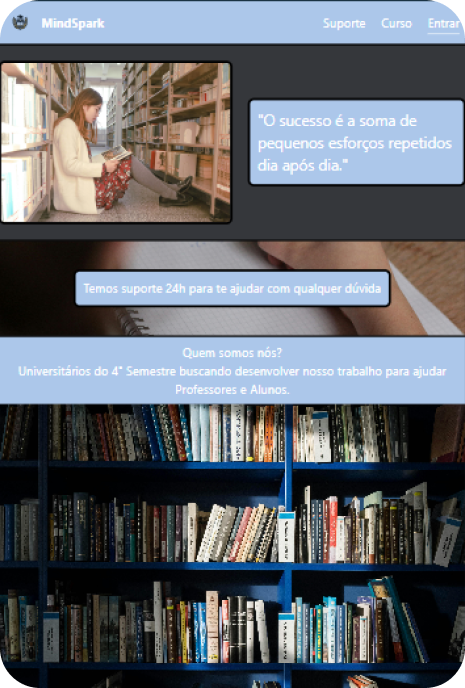 MindSpark
Suporte Curso Entrar
"O sucesso é a soma de
pequenos esforços repetidos
dia após dia."
Temos suporte 24h para te ajudar com qualquer dúvida
Quem somos nós?
Universitários do 4° Semestre buscando desenvolver nosso trabalho para ajudar
Professores e Alunos.